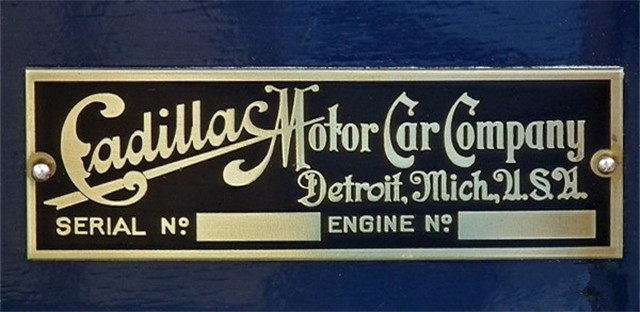 Cadillac Motor Car Company
Detroit, Mich., U.S.A.
SERIAL Nº ENGINE Nº